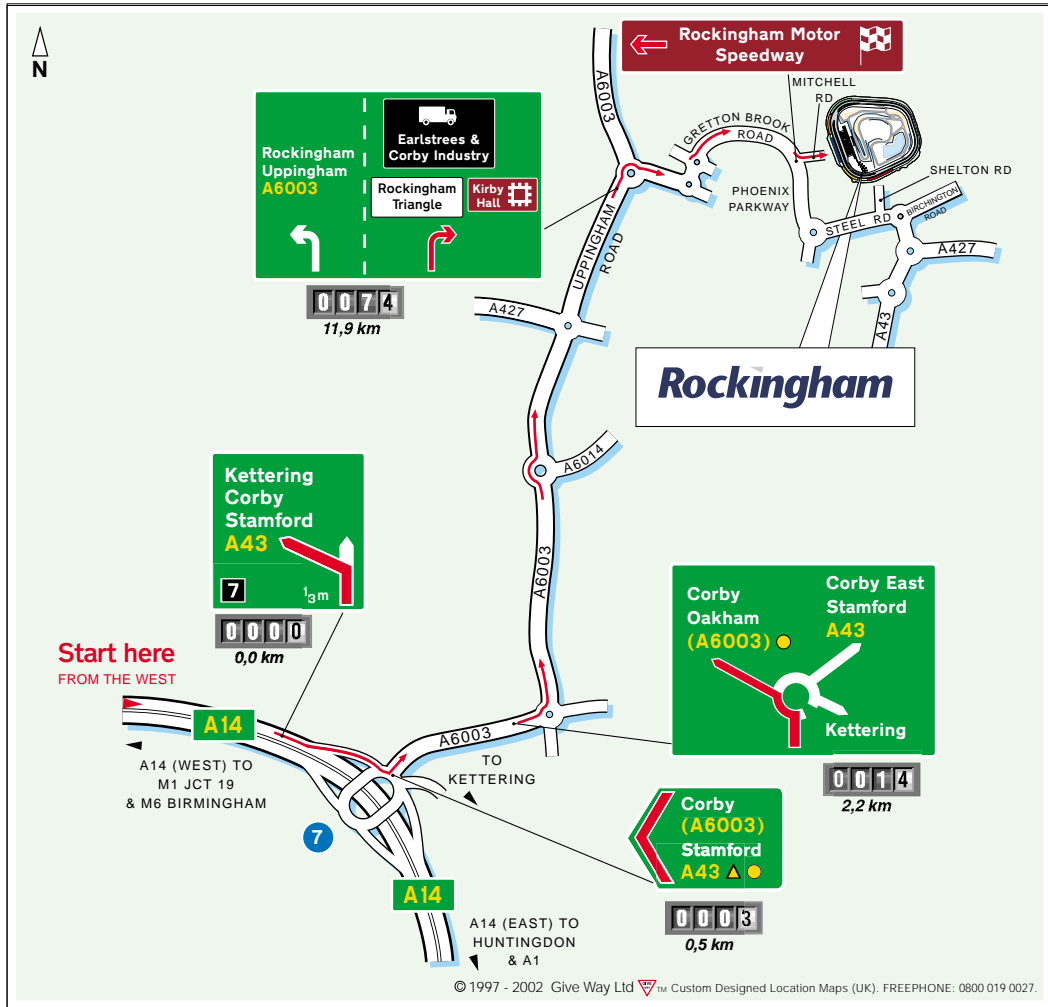 N
Rockingham Motor
Speedway
MITCHELL
RD
A6003
GRETTON BROOK
ROAD
SHELTON RD
PHOENIX
PARKWAY
STEEL RD
BIRCHINGTON
ROAD
A427
A43
Rockingham
Uppingham
A6003
Earlstrees &
Corby Industry
Rockingham
Triangle
Kirby
Hall
0074
11,9 km
UPPINGHAM
ROAD
A427
Rockingham
A6014
A6003
Kettering
Corby
Stamford
A43
7
1/3m
0000
0,0 km
Start here
FROM THE WEST
A14
A14 (WEST) TO
M1 JCT 19
& M6 BIRMINGHAM
7
A6003
TO
KETTERING
Corby
Oakham
(A6003)
Corby East
Stamford
A43
Kettering
0014
2,2 km
Corby
(A6003)
Stamford
A43
0003
0,5 km
A14
A14 (EAST) TO
HUNTINGDON
& A1
© 1997 - 2002 Give Way Ltd GIVE WAY TM Custom Designed Location Maps (UK). FREEPHONE: 0800 019 0027.